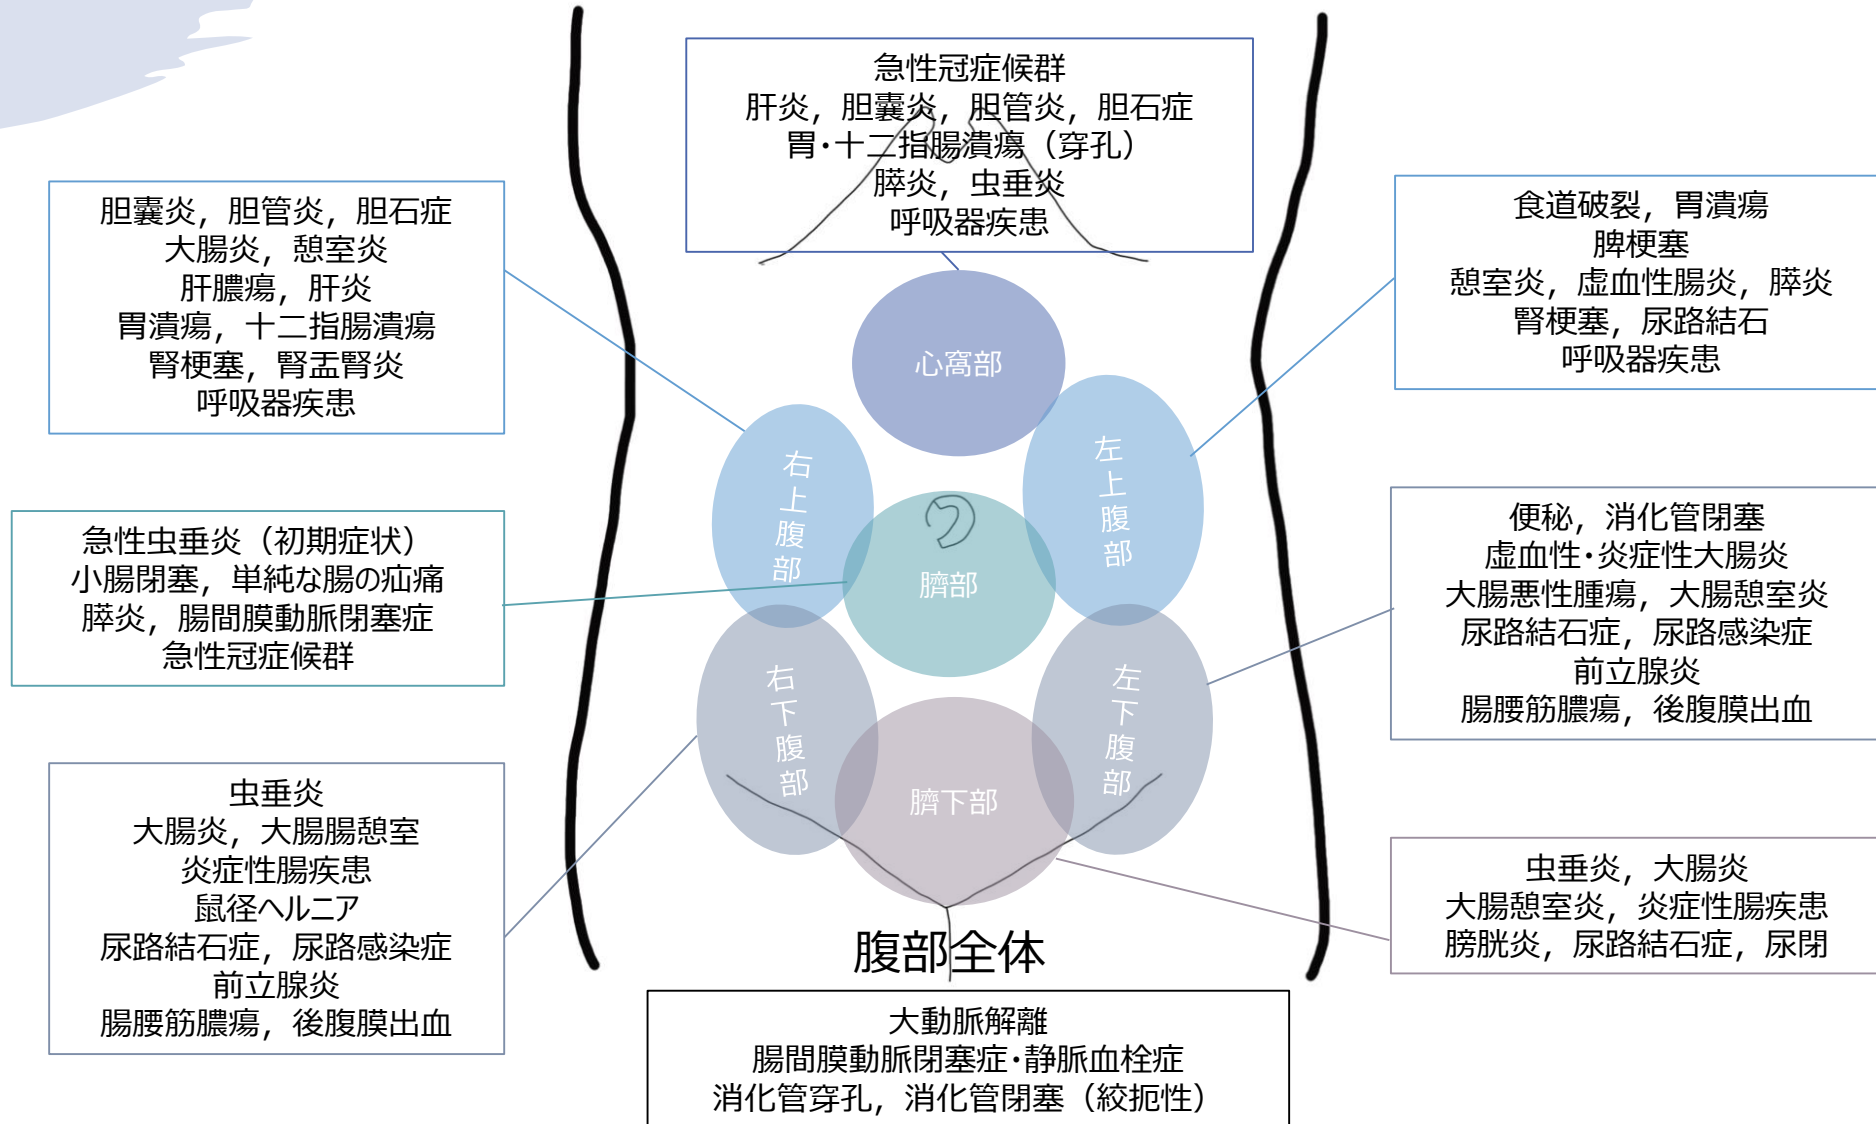 急性冠症候群
肝炎，胆嚢炎，胆管炎，胆石症
胃・十二指腸潰瘍（穿孔）
膵炎，虫垂炎
呼吸器疾患
胆嚢炎，胆管炎，胆石症
大腸炎，憩室炎
肝膿瘍，肝炎
胃潰瘍，十二指腸潰瘍
腎梗塞，腎盂腎炎
呼吸器疾患
食道破裂，胃潰瘍
脾梗塞
憩室炎，虚血性腸炎，膵炎
腎梗塞，尿路結石
呼吸器疾患
心窩部
右上腹部
左上腹部
臍部
急性虫垂炎（初期症状）
小腸閉塞，単純な腸の疝痛
膵炎，腸間膜動脈閉塞症
急性冠症候群
便秘，消化管閉塞
虚血性・炎症性大腸炎
大腸悪性腫瘍，大腸憩室炎
尿路結石症，尿路感染症
前立腺炎
腸腰筋膿瘍，後腹膜出血
右下腹部
左下腹部
臍下部
虫垂炎
大腸炎，大腸腸憩室
炎症性腸疾患
鼠径ヘルニア
尿路結石症，尿路感染症
前立腺炎
腸腰筋膿瘍，後腹膜出血
虫垂炎，大腸炎
大腸憩室炎，炎症性腸疾患
膀胱炎，尿路結石症，尿閉
腹部全体
大動脈解離
腸間膜動脈閉塞症・静脈血栓症
消化管穿孔，消化管閉塞（絞扼性）